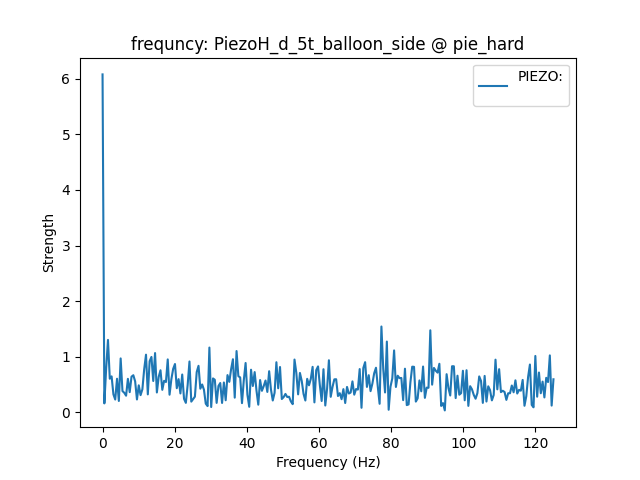 frequncy: PiezoH_d_5t_balloon_side @ pie_hard
PIEZO:
Strength
6
5
4
3
2
1
0
0 20 40 60 80 100 120
Frequency (Hz)